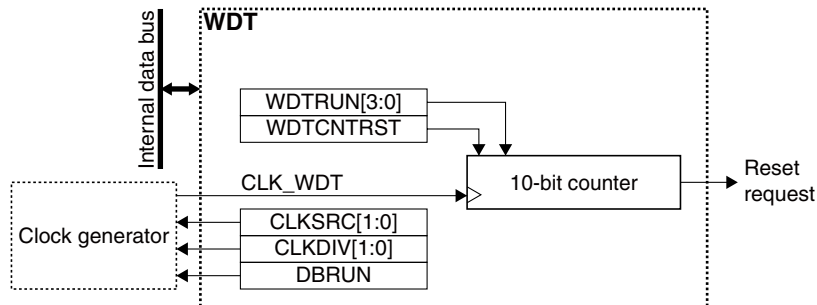 WDT
Internal data bus
WDTRUN[3:0]
WDTCNTRST
CLK_WDT
10-bit counter
Reset
request
Clock generator
CLKSRC[1:0]
CLKDIV[1:0]
DBRUN